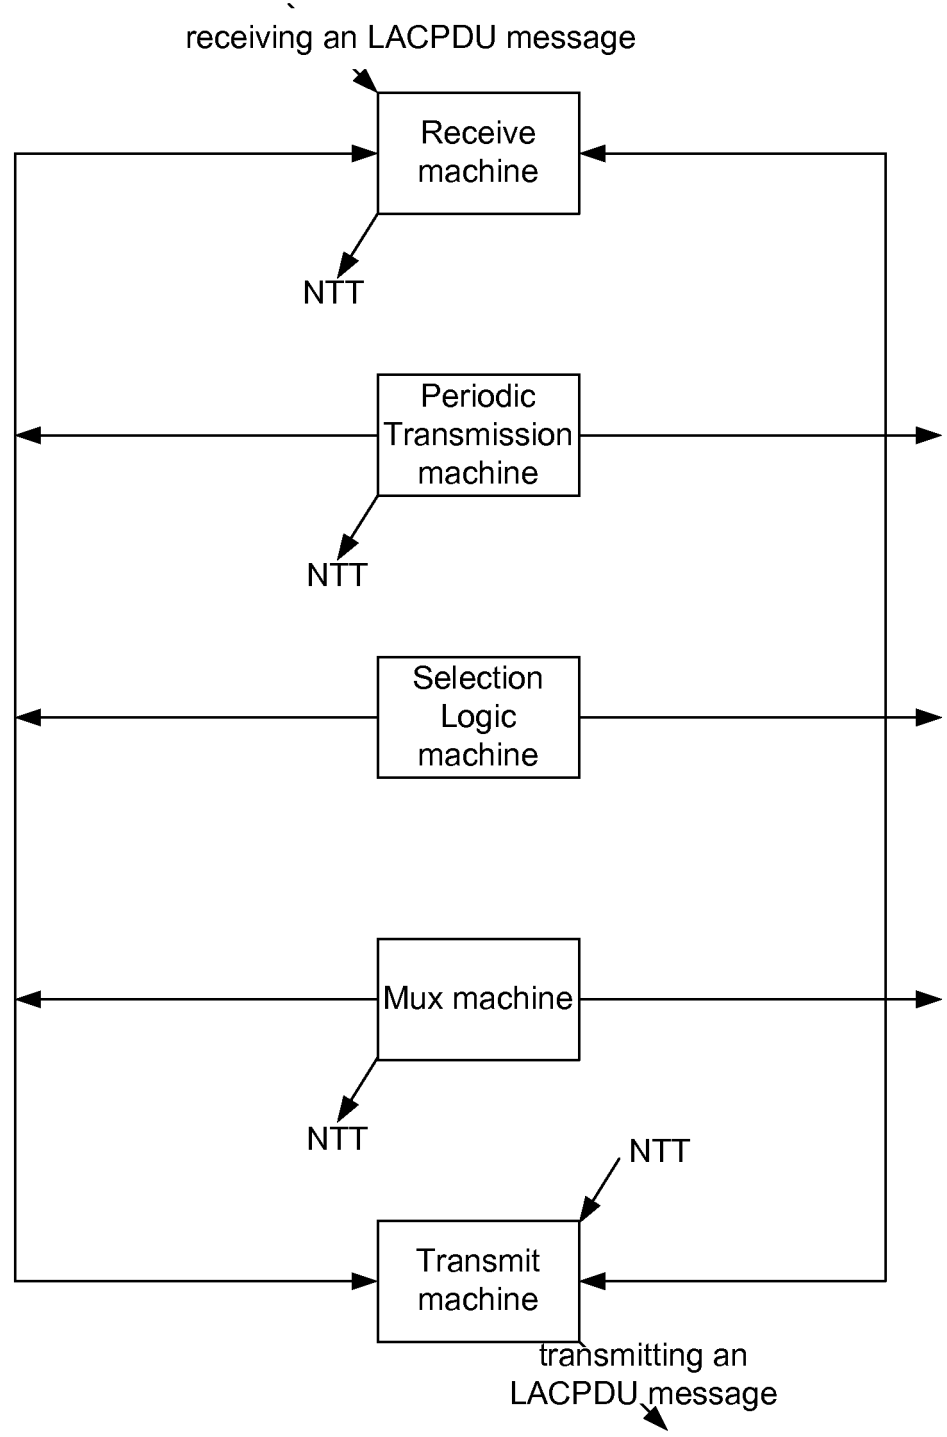 receiving an LACPDU message
Receive
machine
NTT
Periodic
Transmission
machine
NTT
Selection
Logic
machine
Mux machine
NTT
NTT
Transmit
machine
transmitting an
LACPDU message